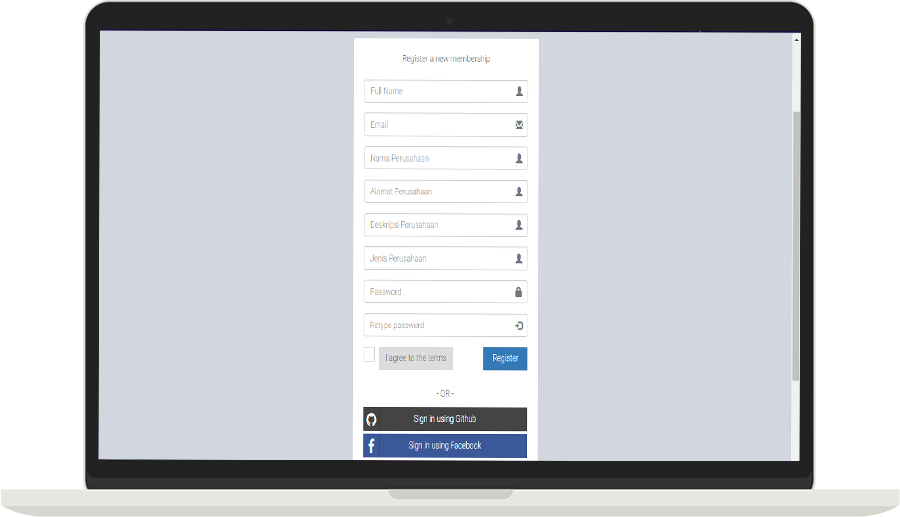 Register a new membership
Full Name
Email
Nama Perusahaan
Alamat Perusahaan
Deskripsi Perusahaan
Jenis Perusahaan
Password
Retype password
I agree to the terms
Register
- OR -
Sign in using Github
Sign in using Facebook